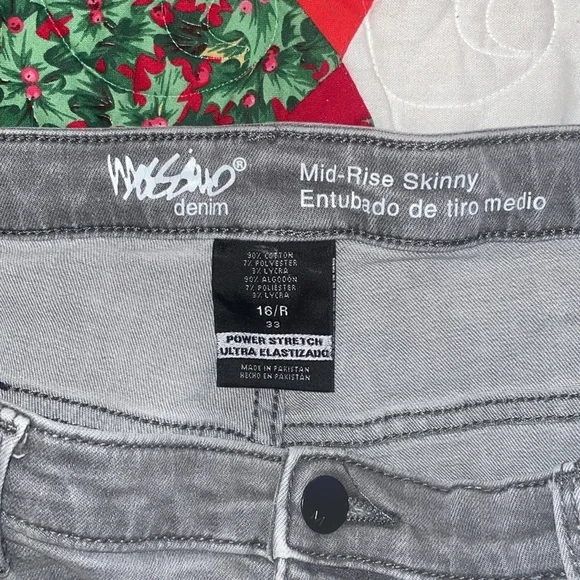 MOSSIMO®
denim
Mid-Rise Skinny
Entubado de tiro medio
90% COTTON
7% POLYESTER
3% LYCRA
90% ALGODÓN
7% POLIÉSTER
3% LYCRA
16/R
33
POWER STRETCH
ULTRA ELASTIZADO
MADE IN PAKISTAN
HECHO EN PAKISTÁN